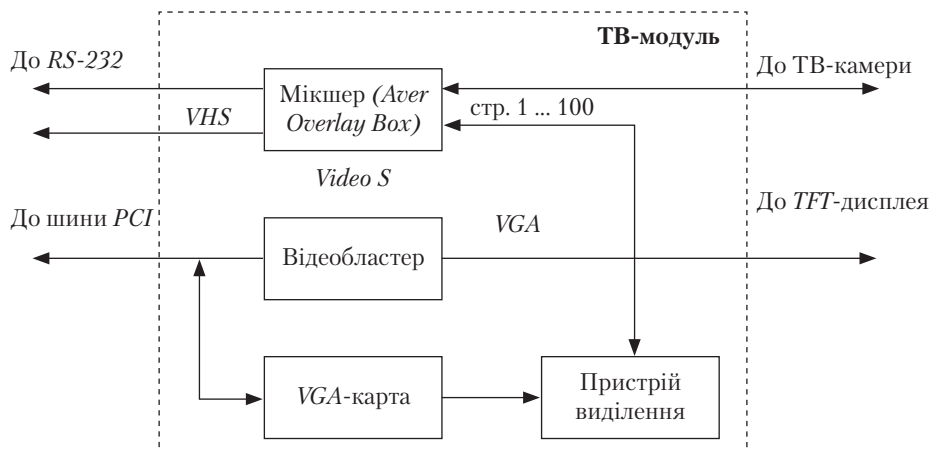 ТВ-модуль
До RS-232
До ТВ-камери
Мікшер (Aver
Overlay Box)
VHS
стр. 1 ... 100
Video S
До шини PCI
VGA
До TFT-дисплея
Відеобластер
VGA-карта
Пристрій
виділення